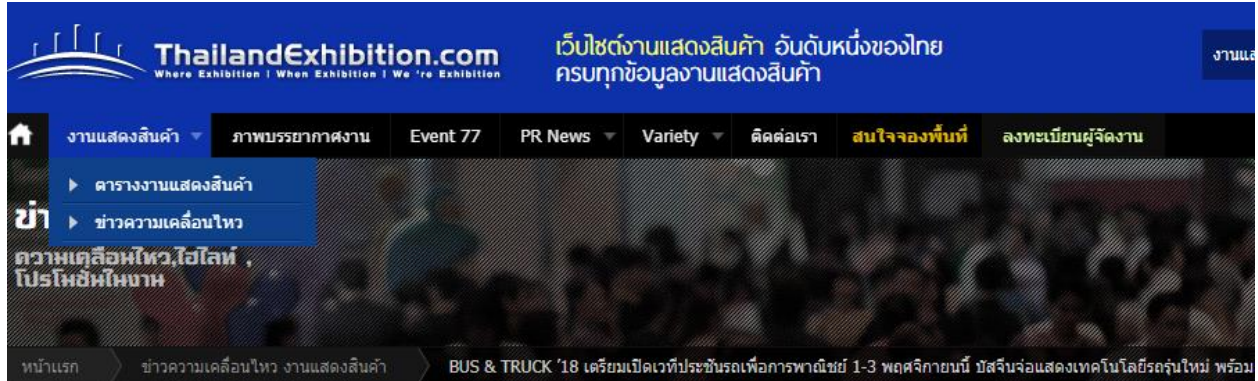 ThailandExhibition.com
Where Exhibition | When Exhibition | We 're Exhibition
เว็บไซต์งานแสดงสินค้า อันดับหนึ่งของไทย
ครบทุกข้อมูลงานแสดงสินค้า
งานแส
งานแสดงสินค้า ภาพบรรยากาศงาน Event 77 PR News Variety ติดต่อเรา สนใจจองพื้นที่ ลงทะเบียนผู้จัดงาน
ตารางงานแสดงสินค้า
ข่าวความเคลื่อนไหว
ข่า
ความเคลื่อนไหว,ไฮไลท์ ,
โปรโมชั่นในงาน
หน้าแรก ข่าวความเคลื่อนไหว งานแสดงสินค้า BUS & TRUCK '18 เตรียมเปิดเวทีประชันรถเพื่อการพาณิชย์ 1-3 พฤศจิกายนนี้ บัสจีนจ่อแสดงเทคโนโลยีรถรุ่นใหม่ พร้อม